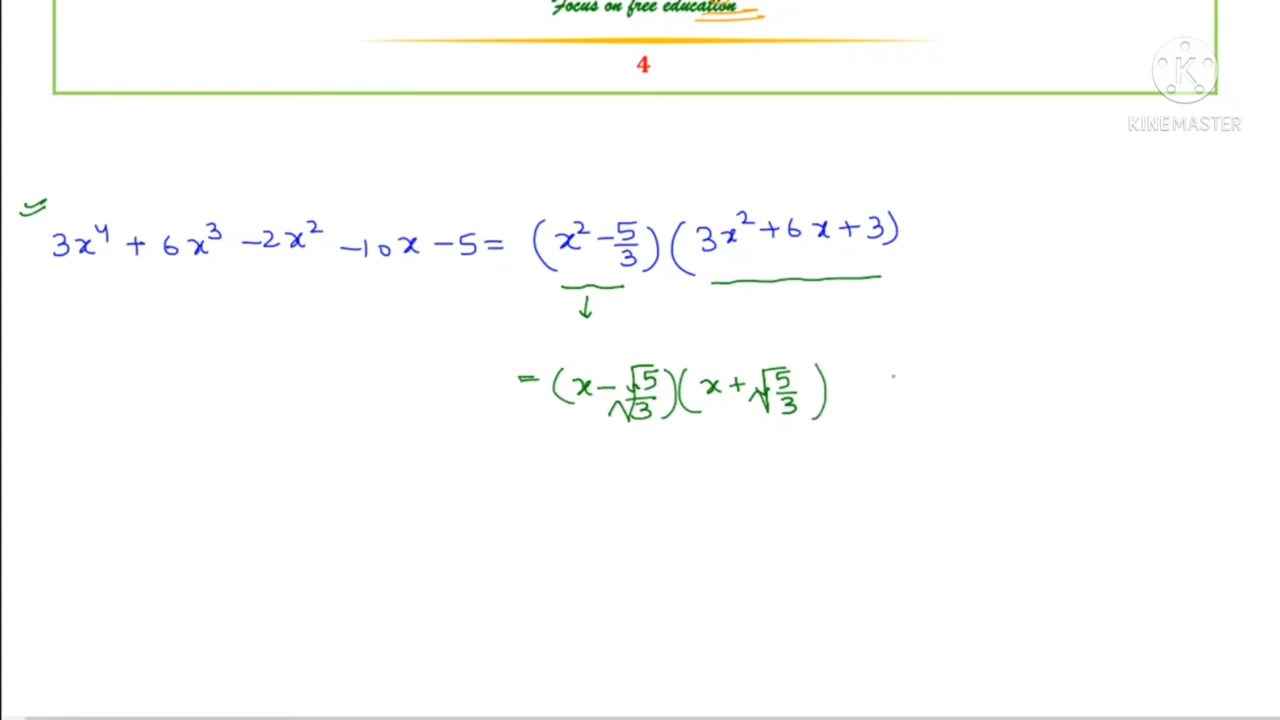 Focus on free education
4
KINEMASTER
3x⁴ + 6x³ - 2x² - 10x - 5 = (x² - 5/3)(3x² + 6x + 3)
= (x - √5/√3)(x + √5/3)